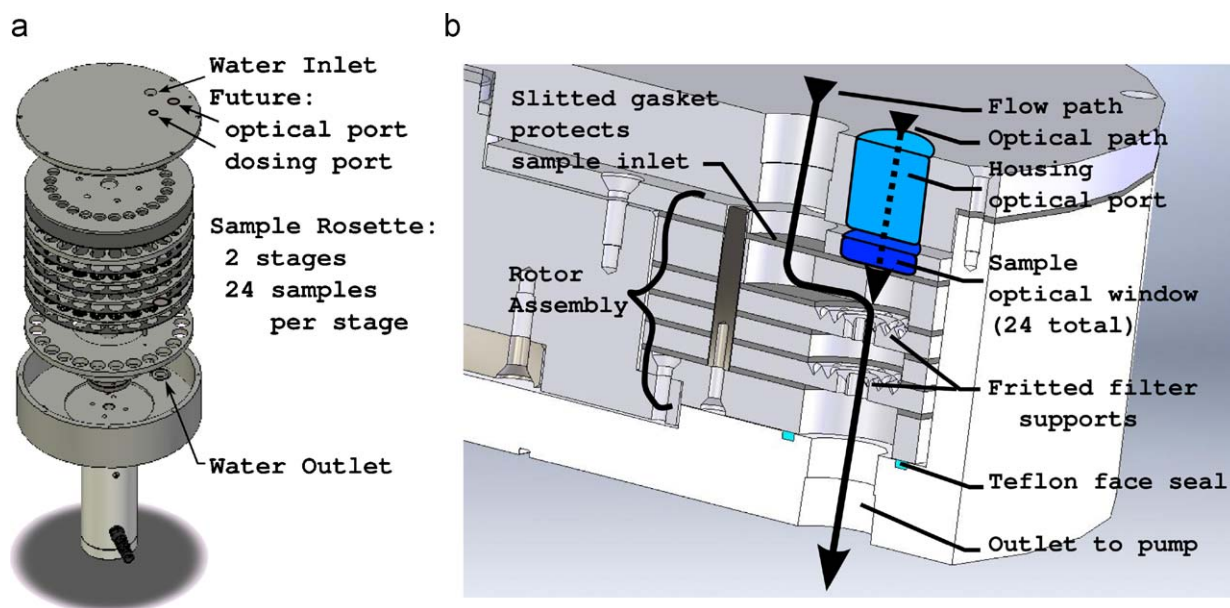 a
Water Inlet
Future:
optical port
dosing port
Sample Rosette:
2 stages
24 samples
per stage
Water Outlet
b
Slitted gasket
protects
sample inlet
Rotor
Assembly
Flow path
Optical path
Housing
optical port
Sample
optical window
(24 total)
Fritted filter
supports
Teflon face seal
Outlet to pump